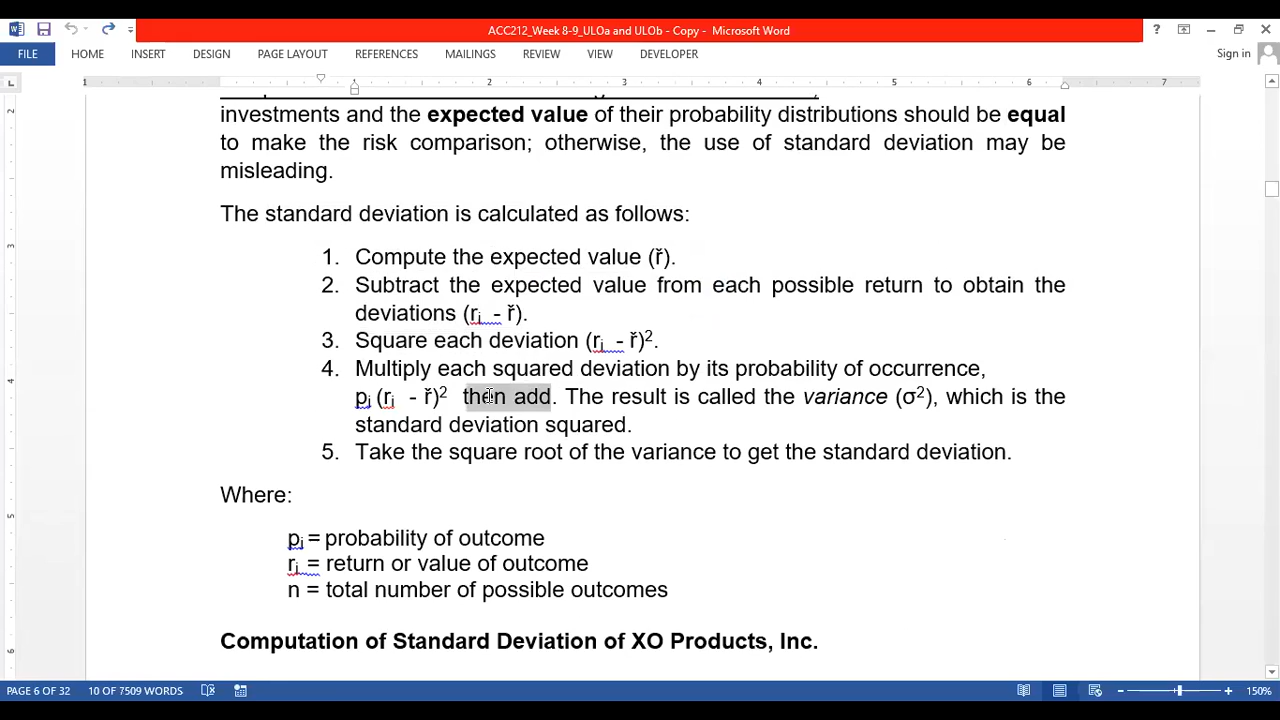 ACC212_Week 8-9_ULOa and ULOb - Copy - Microsoft Word
FILE HOME INSERT DESIGN PAGE LAYOUT REFERENCES MAILINGS REVIEW VIEW DEVELOPER Sign in
1 1 2 3 4 5 6 7
investments and the expected value of their probability distributions should be equal
to make the risk comparison; otherwise, the use of standard deviation may be
misleading.
The standard deviation is calculated as follows:
1. Compute the expected value (ř).
2. Subtract the expected value from each possible return to obtain the
deviations (rᵢ - ř).
3. Square each deviation (rᵢ - ř)².
4. Multiply each squared deviation by its probability of occurrence,
pᵢ (rᵢ - ř)² then add. The result is called the variance (σ²), which is the
standard deviation squared.
5. Take the square root of the variance to get the standard deviation.
Where:
pᵢ = probability of outcome
rᵢ = return or value of outcome
n = total number of possible outcomes
Computation of Standard Deviation of XO Products, Inc.
PAGE 6 OF 32 10 OF 7509 WORDS 150%